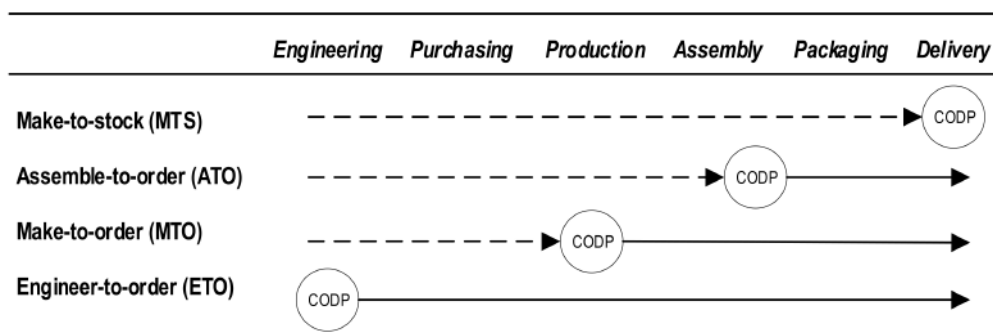 Engineering Purchasing Production Assembly Packaging Delivery
Make-to-stock (MTS) CODP
Assemble-to-order (ATO) CODP
Make-to-order (MTO) CODP
Engineer-to-order (ETO) CODP